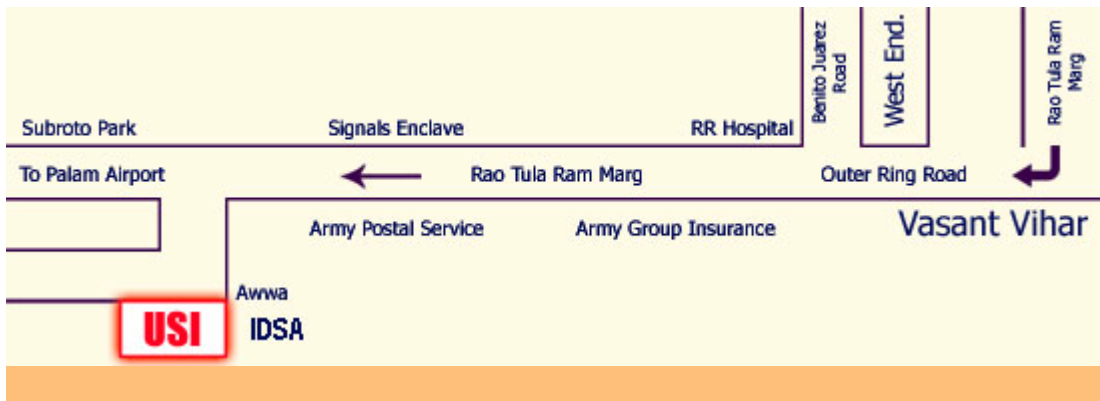 Benito Juarez
Road
West End.
Rao Tula Ram
Marg
Subroto Park
Signals Enclave
RR Hospital
To Palam Airport
Rao Tula Ram Marg
Outer Ring Road
Army Postal Service
Army Group Insurance
Vasant Vihar
Awwa
USI
IDSA